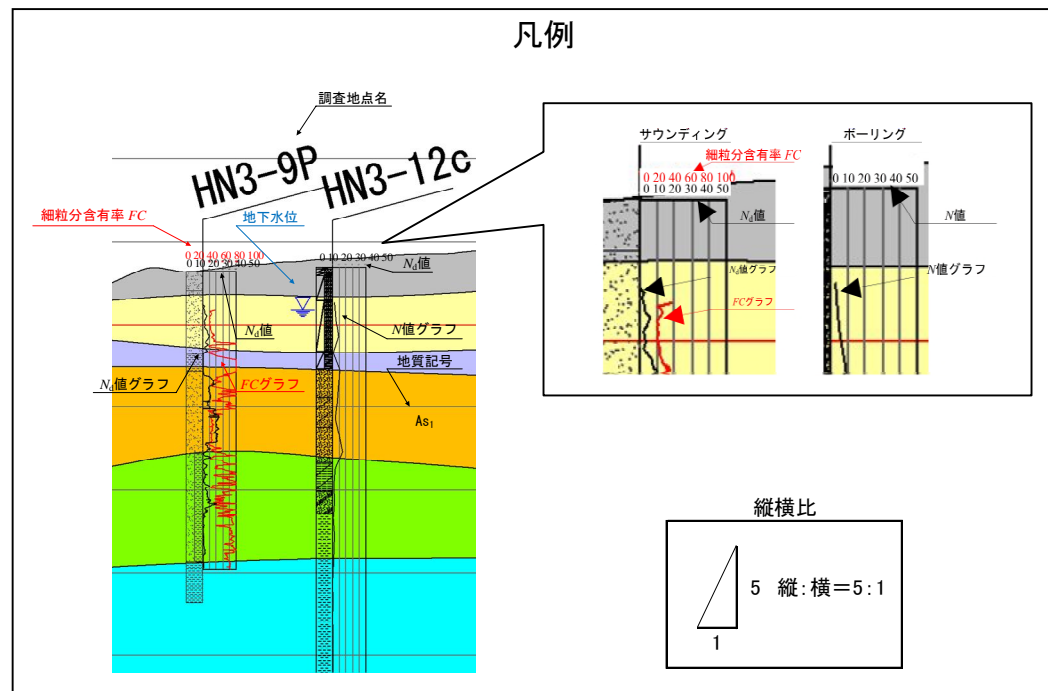 凡例
調査地点名
HN3-9P
HN3-12c
細粒分含有率 FC
地下水位
0 20 40 60 80 100
0 10 20 30 40 50
0 10 20 30 40 50
Nd値
Nd値
N値グラフ
地質記号
Nd値グラフ
FCグラフ
As1
サウンディング
細粒分含有率 FC
0 20 40 60 80 100
0 10 20 30 40 50
Nd値
Nd値グラフ
FCグラフ
ボーリング
0 10 20 30 40 50
N値
N値グラフ
縦横比
5 縦:横=5:1
1